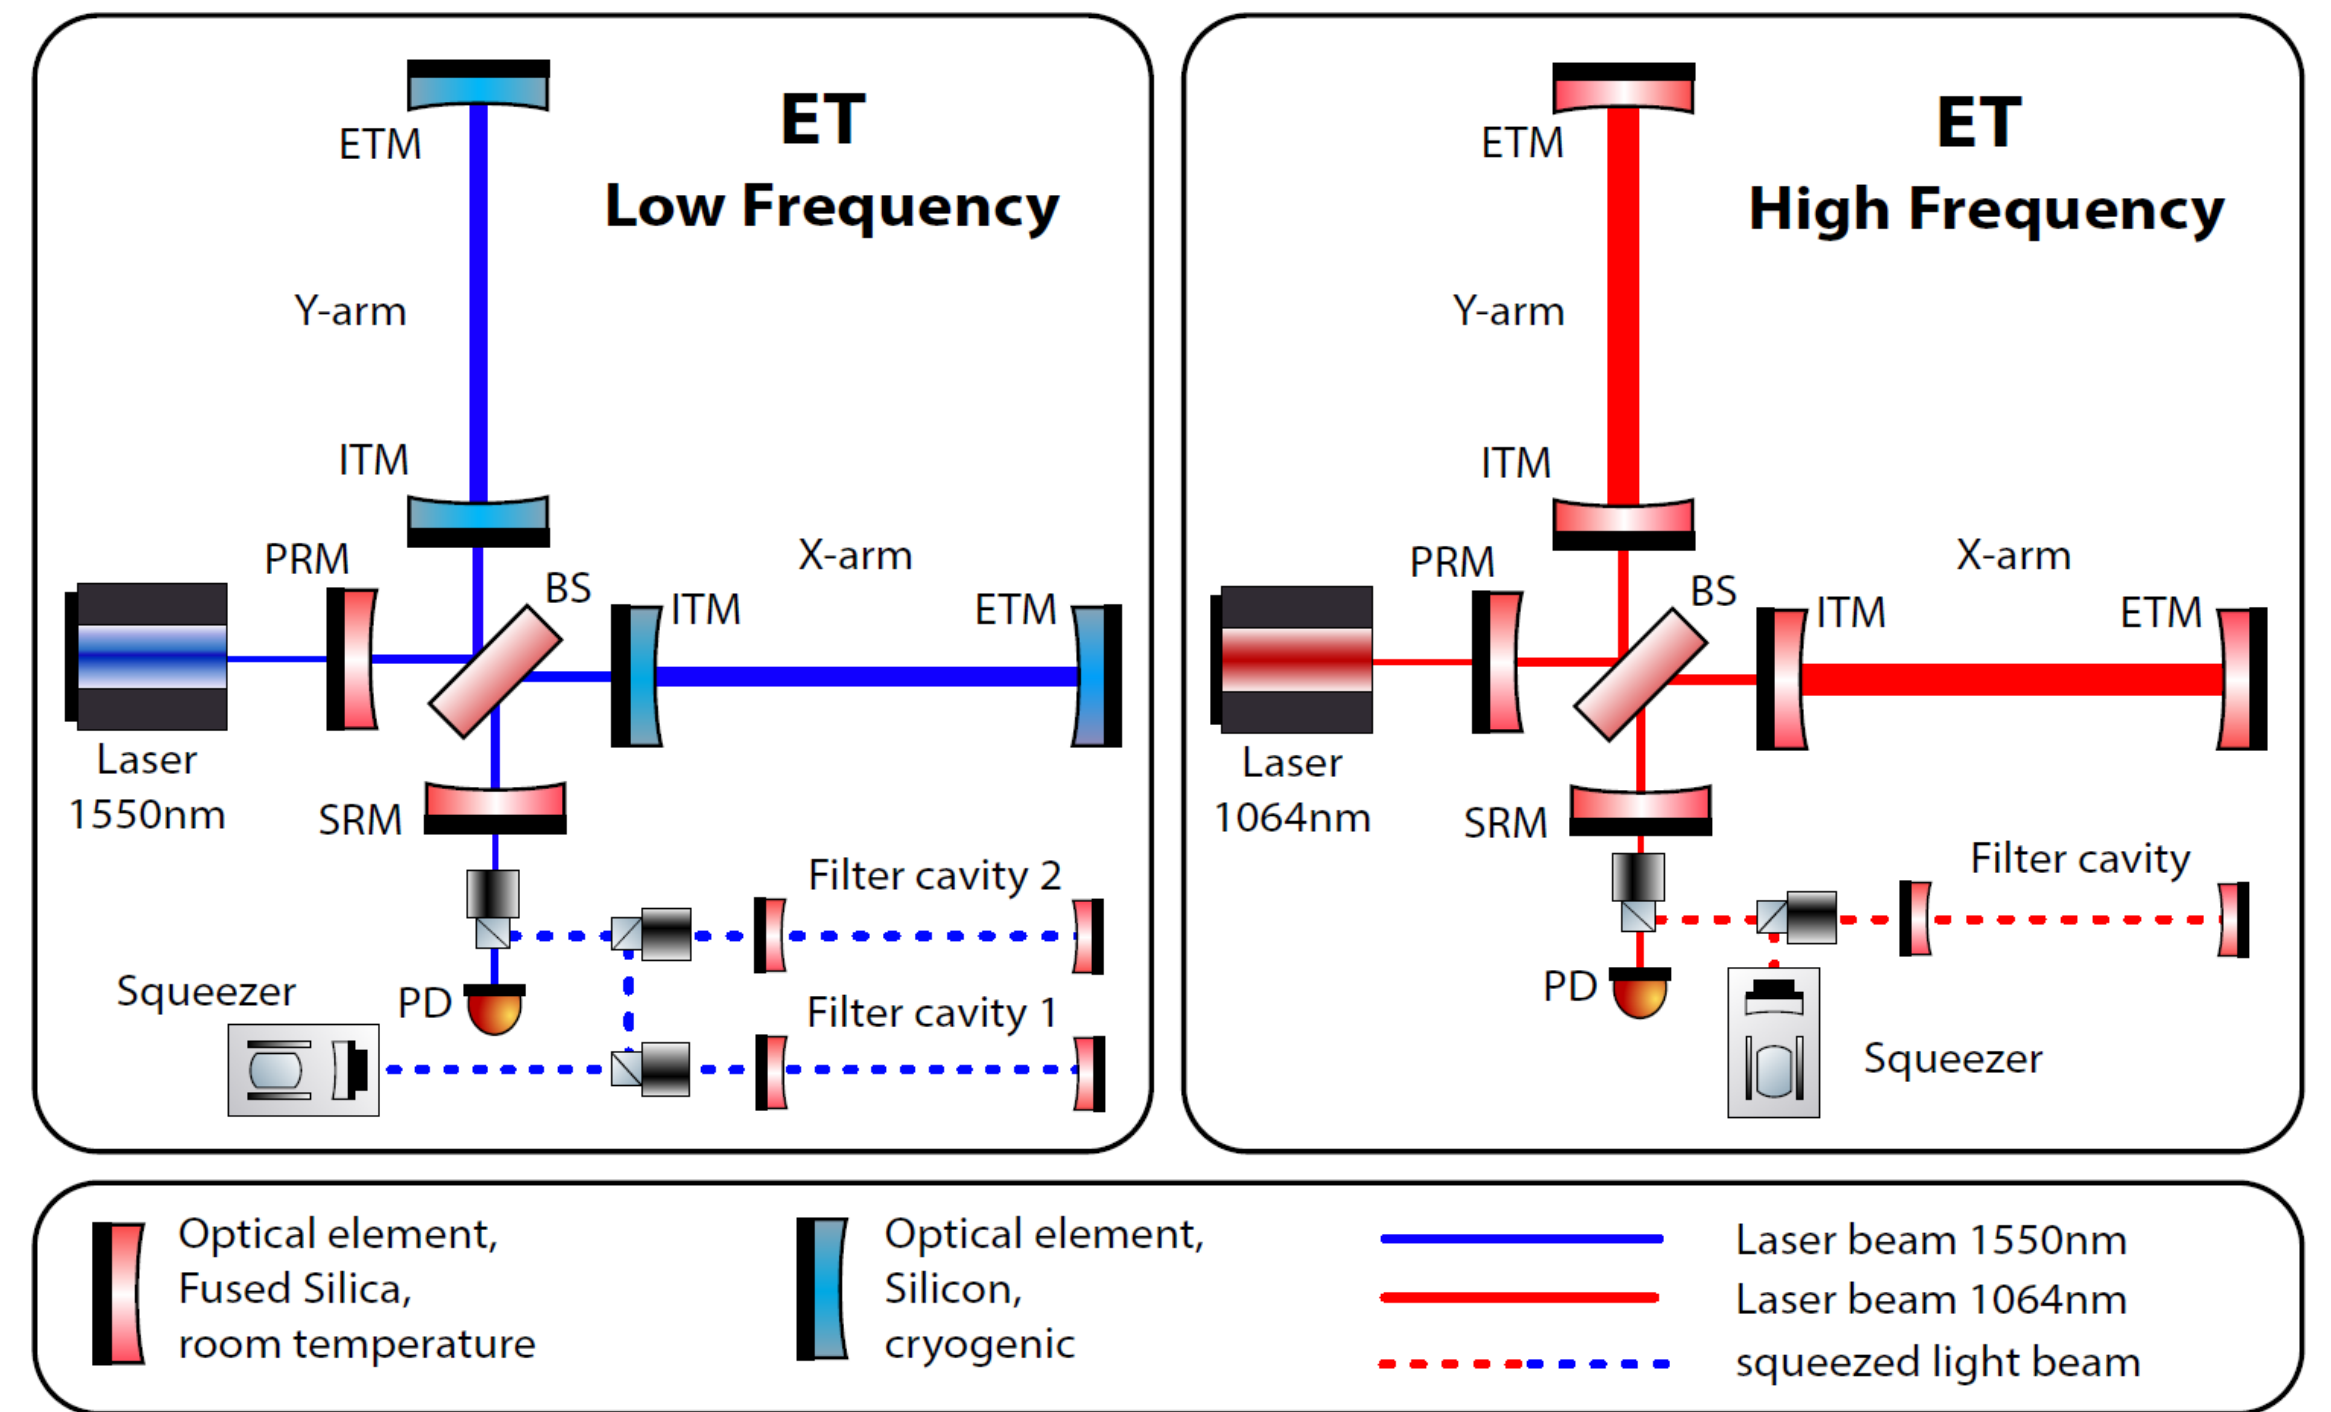 ET
Low Frequency
ETM
Y-arm
ITM
PRM
BS
X-arm
ITM
ETM
Laser
1550nm
SRM
Filter cavity 2
Squeezer
PD
Filter cavity 1
ET
High Frequency
ETM
Y-arm
ITM
PRM
BS
X-arm
ITM
ETM
Laser
1064nm
SRM
Filter cavity
PD
Squeezer
Optical element,
Fused Silica,
room temperature
Optical element,
Silicon,
cryogenic
Laser beam 1550nm
Laser beam 1064nm
squeezed light beam